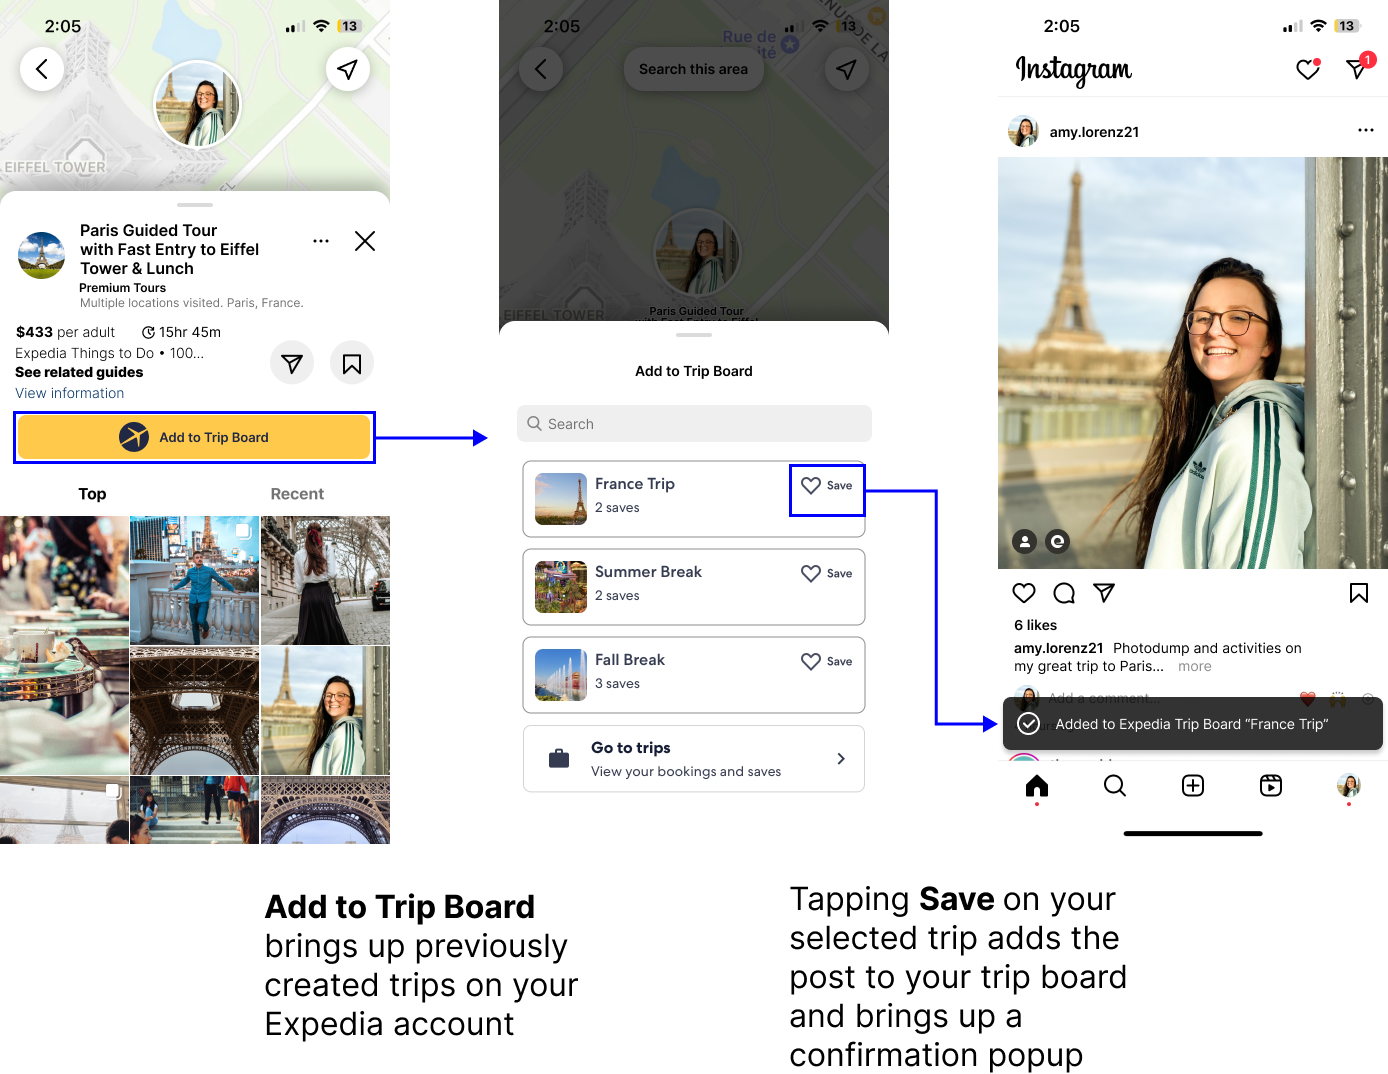 2:05
13
EIFFEL TOWER
Paris Guided Tour
with Fast Entry to Eiffel
Tower & Lunch
Premium Tours
Multiple locations visited. Paris, France.
$433 per adult
15hr 45m
Expedia Things to Do • 100...
See related guides
View information
Add to Trip Board
Top
Recent
2:05
13
Rue de
Search this area
EIFFEL TOWER
Paris Guided Tour
with Fast Entry to Eiffel
Add to Trip Board
Search
France Trip
2 saves
Save
Summer Break
2 saves
Save
Fall Break
3 saves
Save
Go to trips
View your bookings and saves
2:05
13
Instagram
1
amy.lorenz21
adidas
6 likes
amy.lorenz21 Photodump and activities on
my great trip to Paris... more
Add a comment...
Added to Expedia Trip Board “France Trip”
Add to Trip Board
brings up previously
created trips on your
Expedia account
Tapping Save on your
selected trip adds the
post to your trip board
and brings up a
confirmation popup